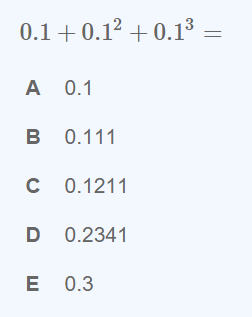 0.1 + 0.1² + 0.1³ =
A 0.1
B 0.111
C 0.1211
D 0.2341
E 0.3